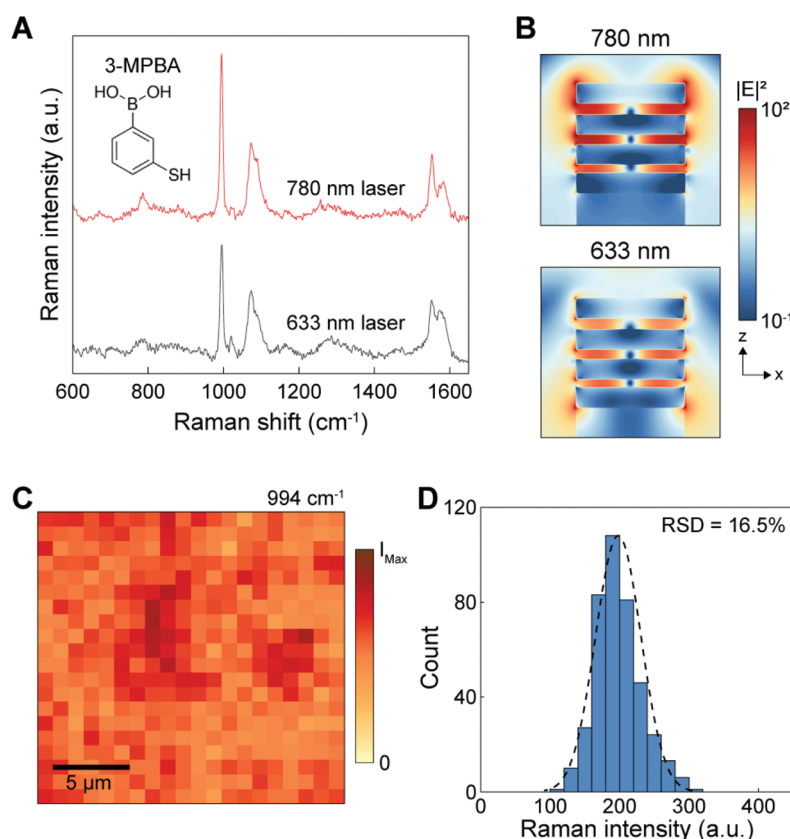 A
3-MPBA
HO OH
B
SH
780 nm laser
633 nm laser
Raman intensity (a.u.)
600 800 1000 1200 1400 1600
Raman shift (cm⁻¹)
B
780 nm
|E|²
10²
633 nm
10⁻¹
z
x
C
994 cm⁻¹
I_Max
0
5 µm
D
RSD = 16.5%
120
80
40
0
Count
0 100 200 300 400
Raman intensity (a.u.)